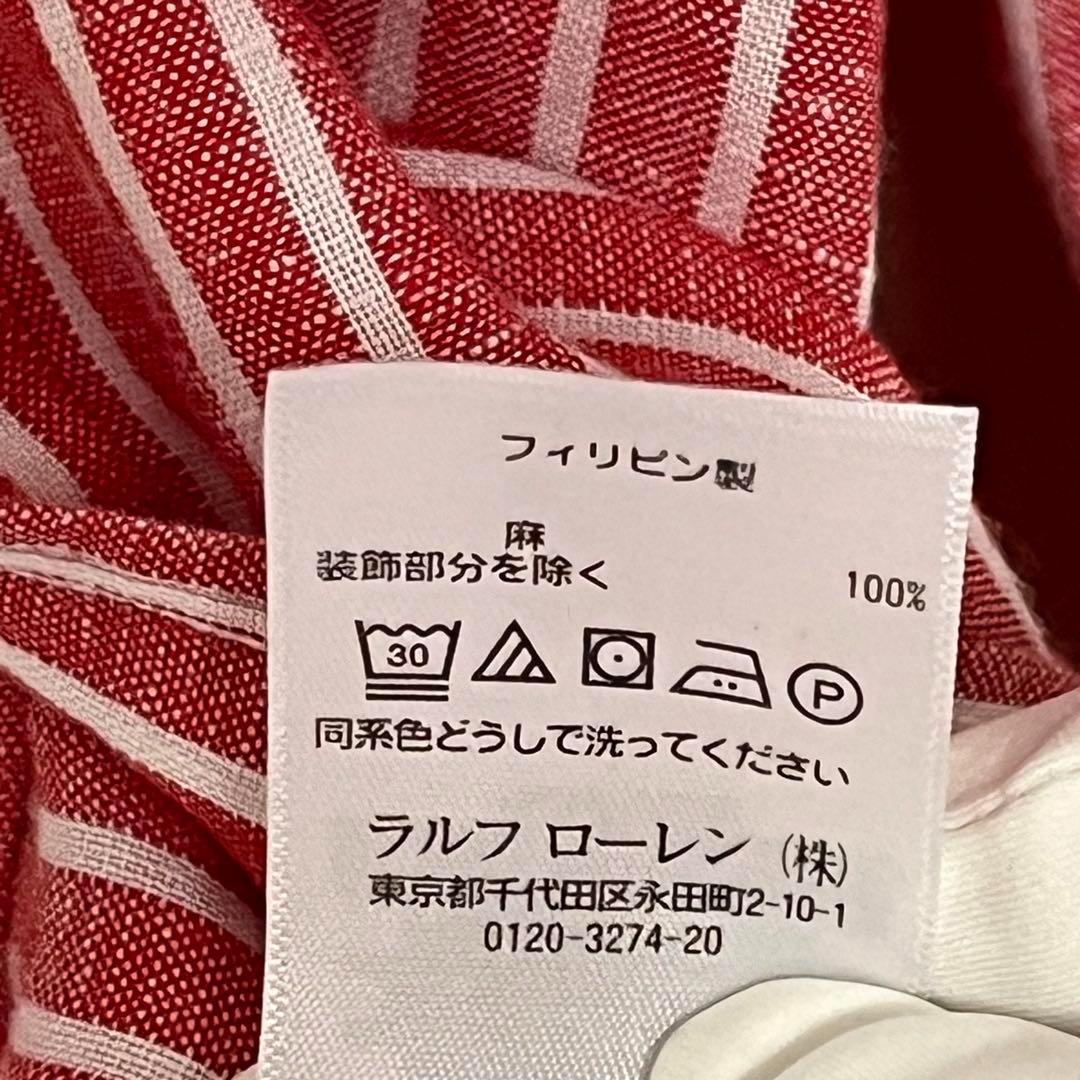 フィリピン製
麻
装飾部分を除く
100%
30
P
同系色どうしで洗ってください
ラルフ ローレン (株)
東京都千代田区永田町2-10-1
0120-3274-20